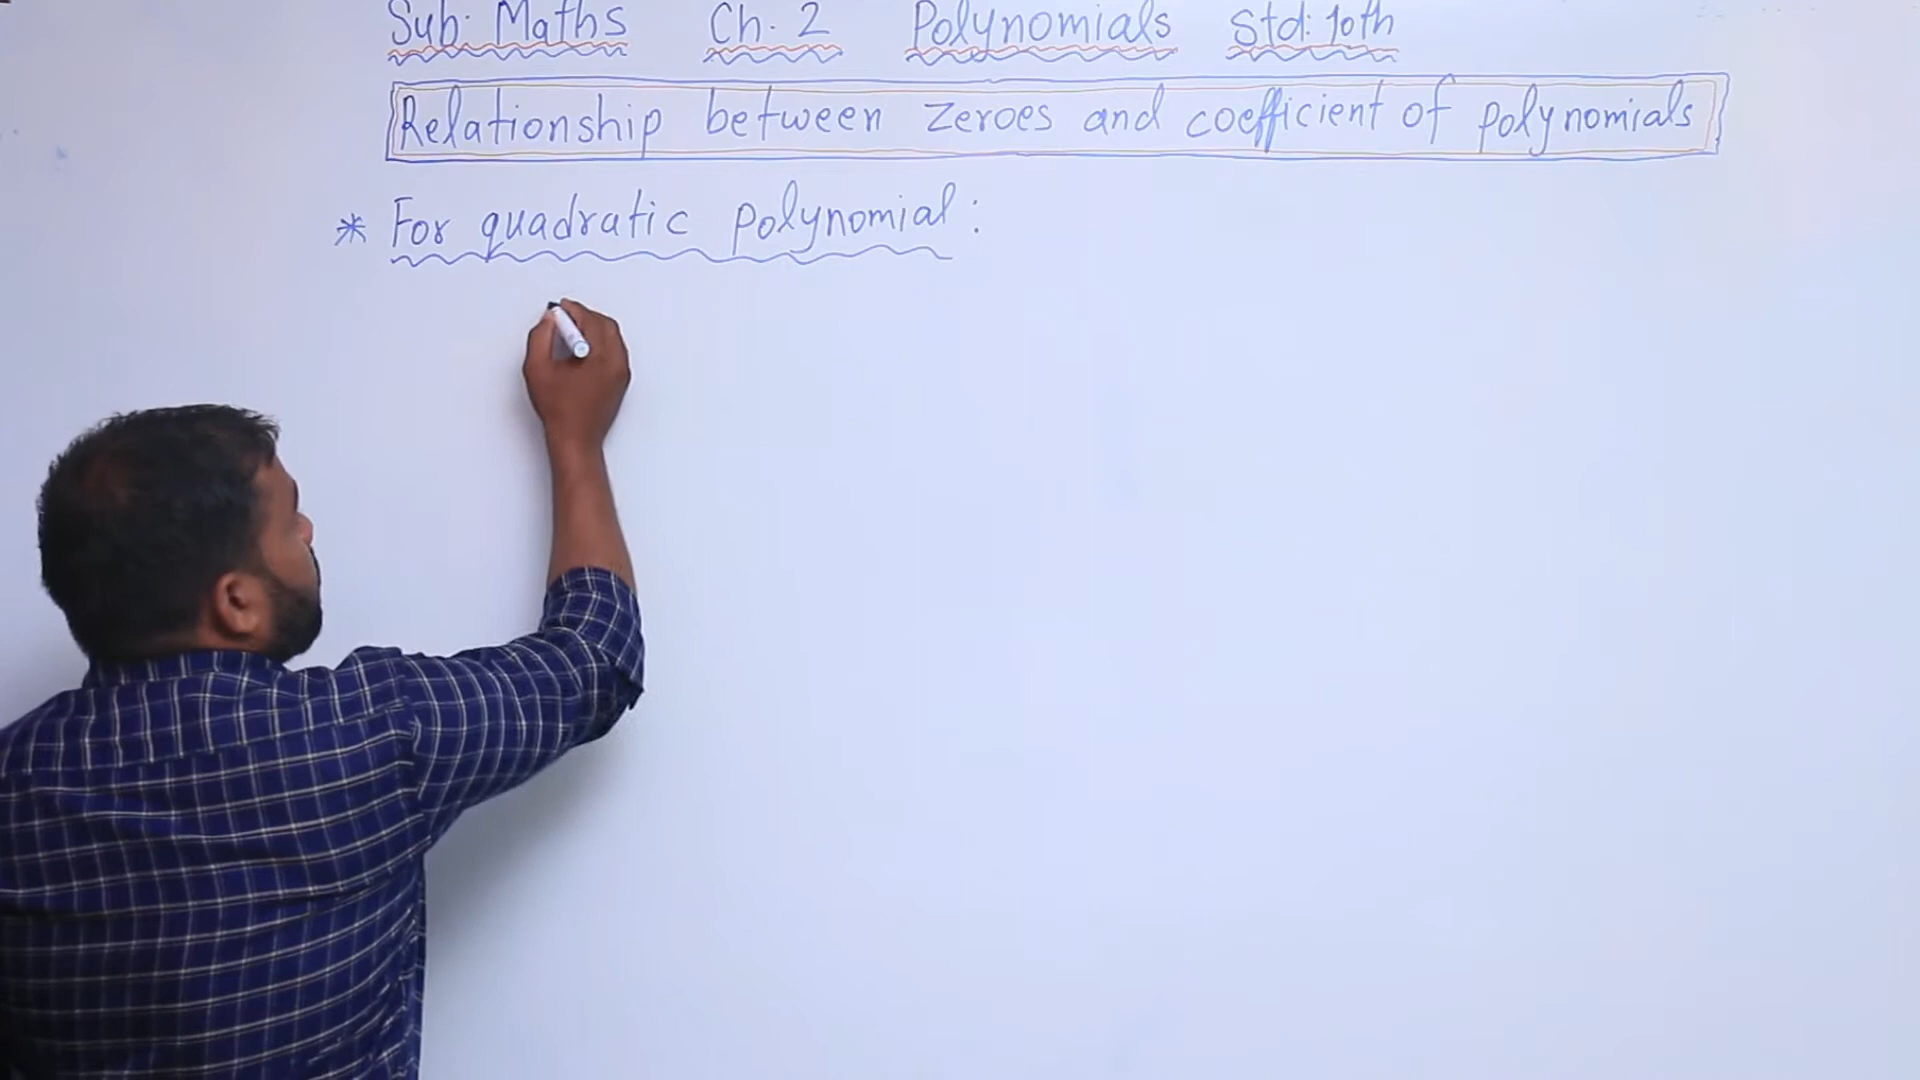 Sub: Maths Ch. 2 Polynomials Std: 10th
Relationship between zeroes and coefficient of polynomials
* For quadratic polynomial: